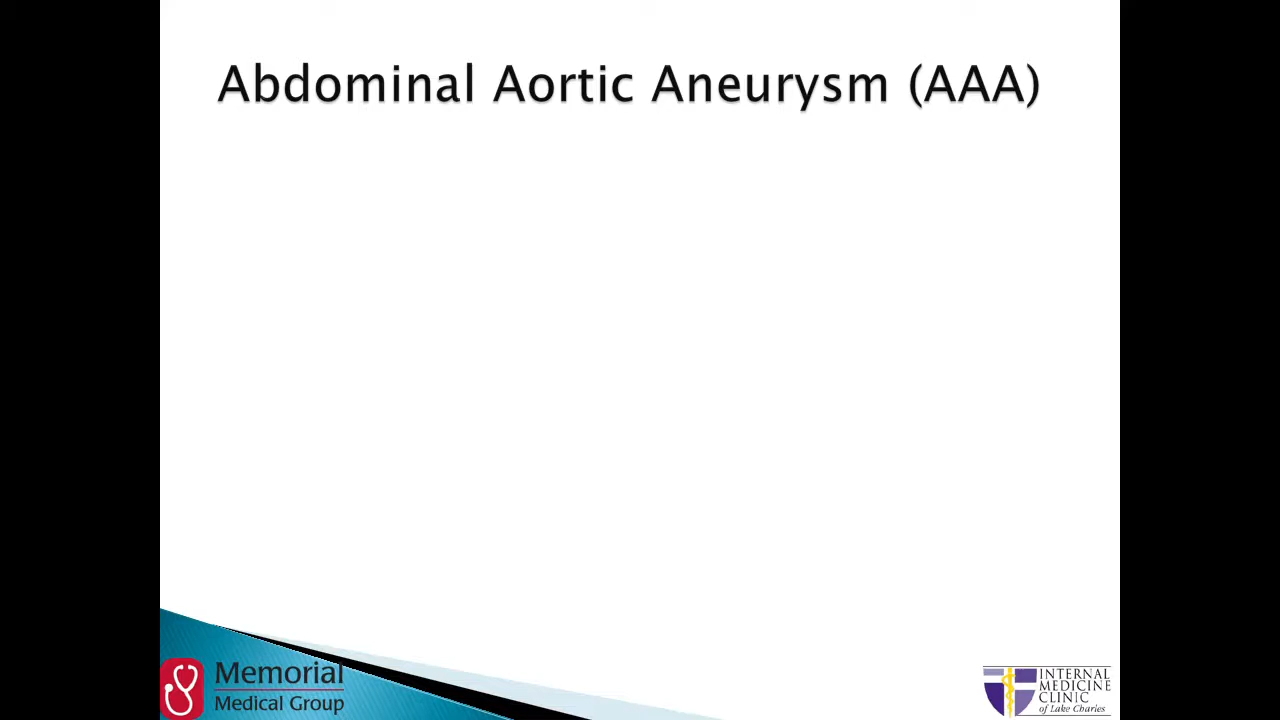 Abdominal Aortic Aneurysm (AAA)
Memorial
Medical Group
INTERNAL
MEDICINE
CLINIC
of Lake Charles